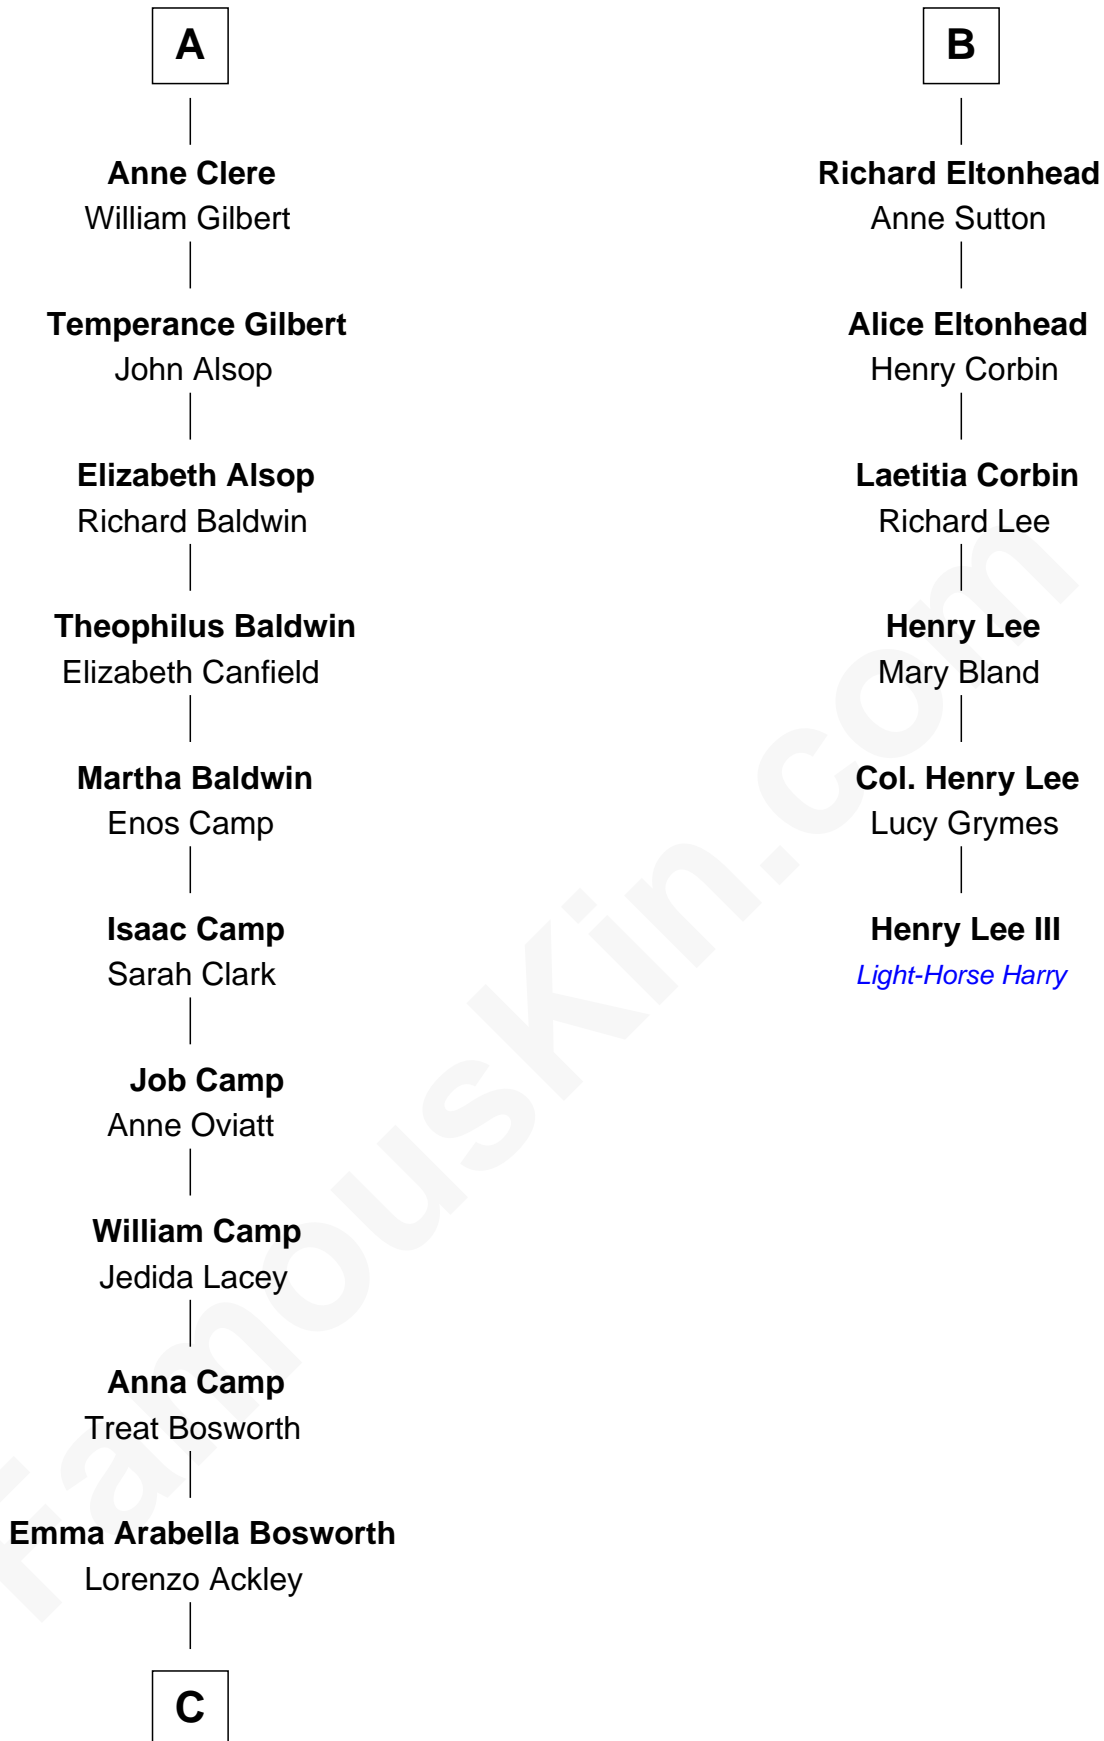 A
Anne Clere
William Gilbert
Temperance Gilbert
John Alsop
Elizabeth Alsop
Richard Baldwin
Theophilus Baldwin
Elizabeth Canfield
Martha Baldwin
Enos Camp
Isaac Camp
Sarah Clark
Job Camp
Anne Oviatt
William Camp
Jedida Lacey
Anna Camp
Treat Bosworth
Emma Arabella Bosworth
Lorenzo Ackley
C
B
Richard Eltonhead
Anne Sutton
Alice Eltonhead
Henry Corbin
Laetitia Corbin
Richard Lee
Henry Lee
Mary Bland
Col. Henry Lee
Lucy Grymes
Henry Lee III
Light-Horse Harry
FamousKin.com